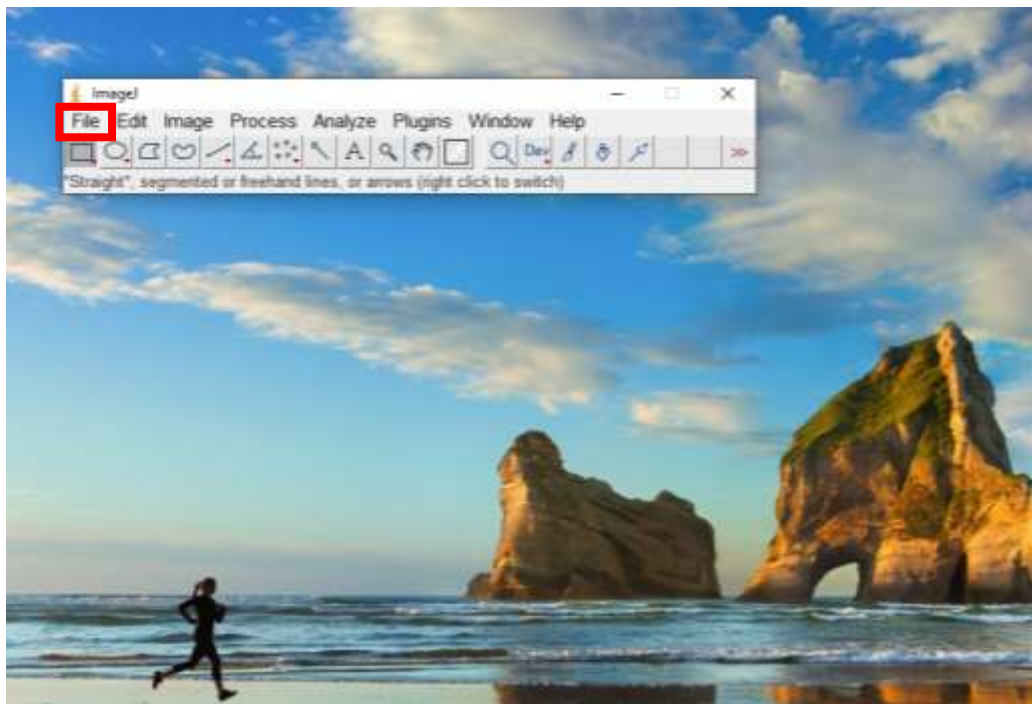 ImageJ
File Edit Image Process Analyze Plugins Window Help
A Dev >>
"Straight", segmented or freehand lines, or arrows (right click to switch)